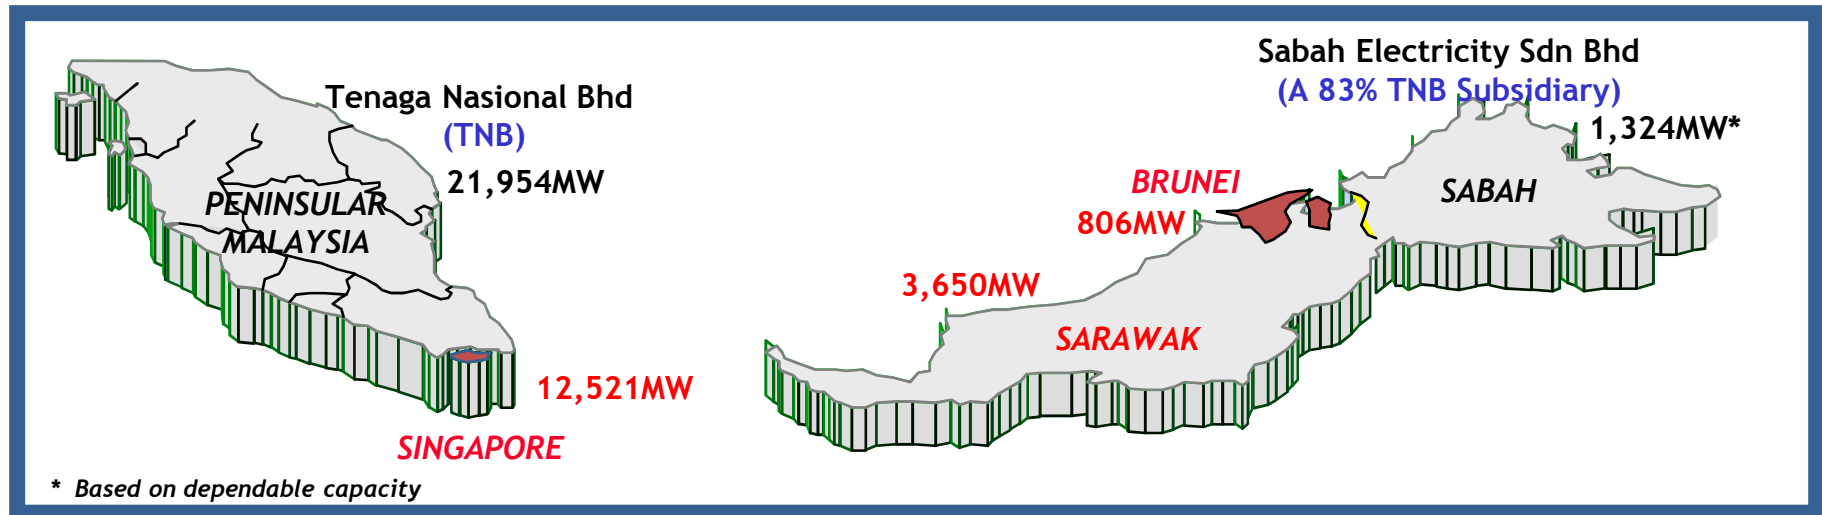 Tenaga Nasional Bhd
(TNB)
21,954MW
PENINSULAR
MALAYSIA
12,521MW
SINGAPORE
* Based on dependable capacity
Sabah Electricity Sdn Bhd
(A 83% TNB Subsidiary)
1,324MW*
SABAH
BRUNEI
806MW
3,650MW
SARAWAK